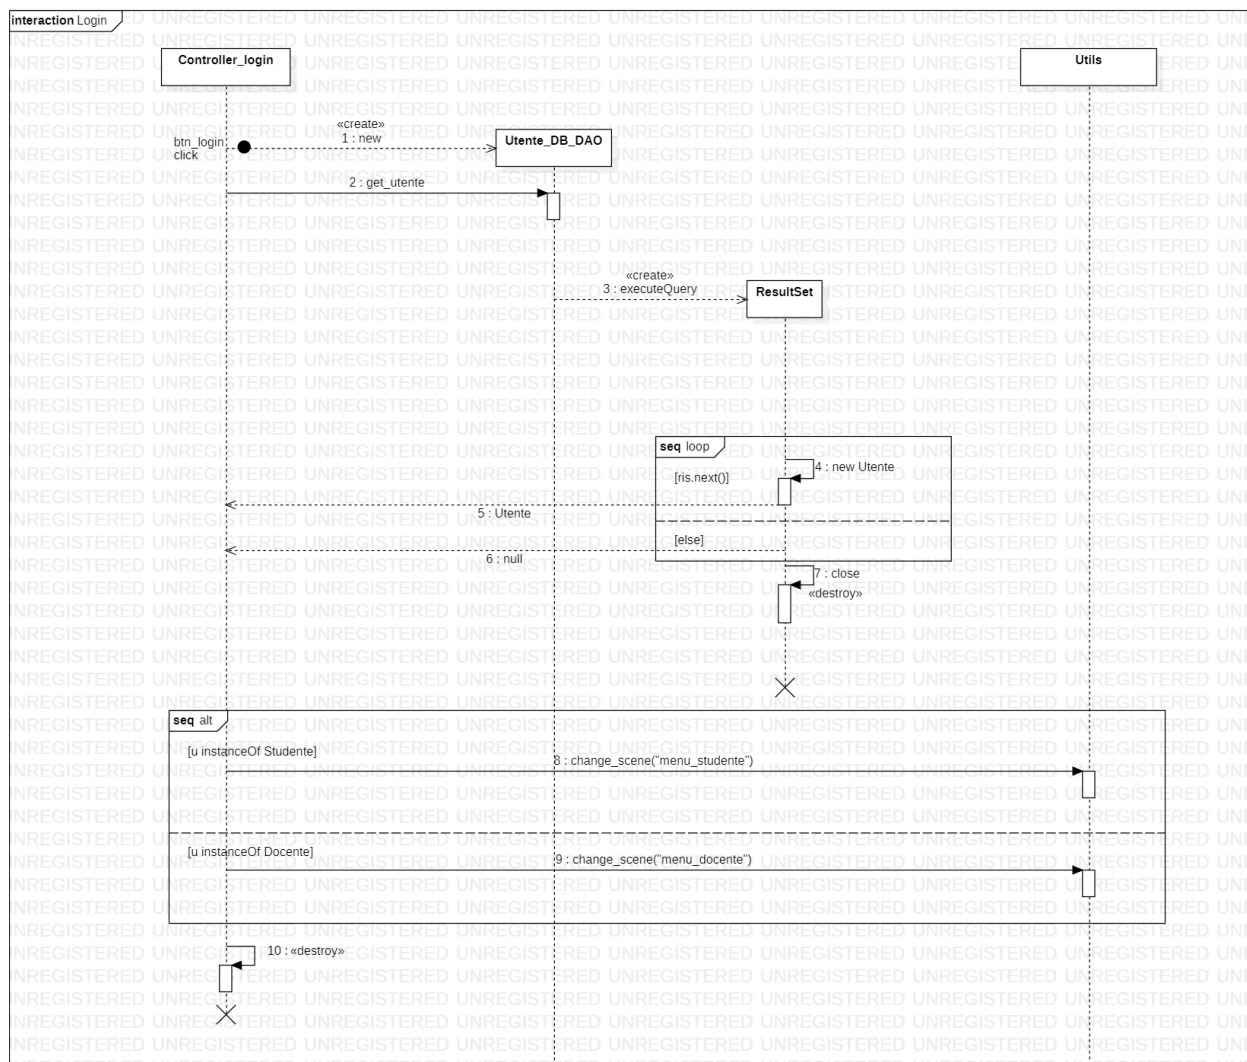 interaction Login
Controller_login
Utils
btn_login
click
«create»
1 : new
Utente_DB_DAO
2 : get_utente
«create»
3 : executeQuery
ResultSet
seq loop
4 : new Utente
[ris.next()]
5 : Utente
[else]
6 : null
7 : close
«destroy»
seq alt
[u instanceOf Studente]
8 : change_scene("menu_studente")
[u instanceOf Docente]
9 : change_scene("menu_docente")
10 : «destroy»
UNREGISTERED